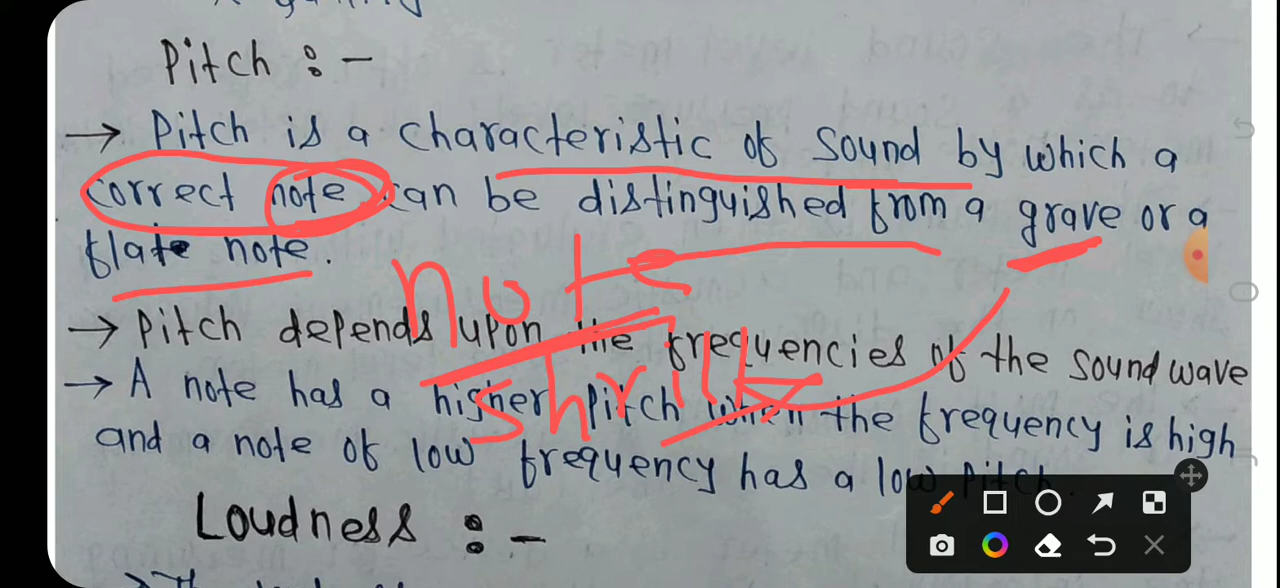 Pitch :-
→ Pitch is a characteristic of sound by which a
correct note can be distinguished from a grave or a
flate note.
note
→ Pitch depends upon the frequencies of the sound wave
shrill
→ A note has a higher pitch when the frequency is high
and a note of low frequency has a low pitch.
Loudness :-